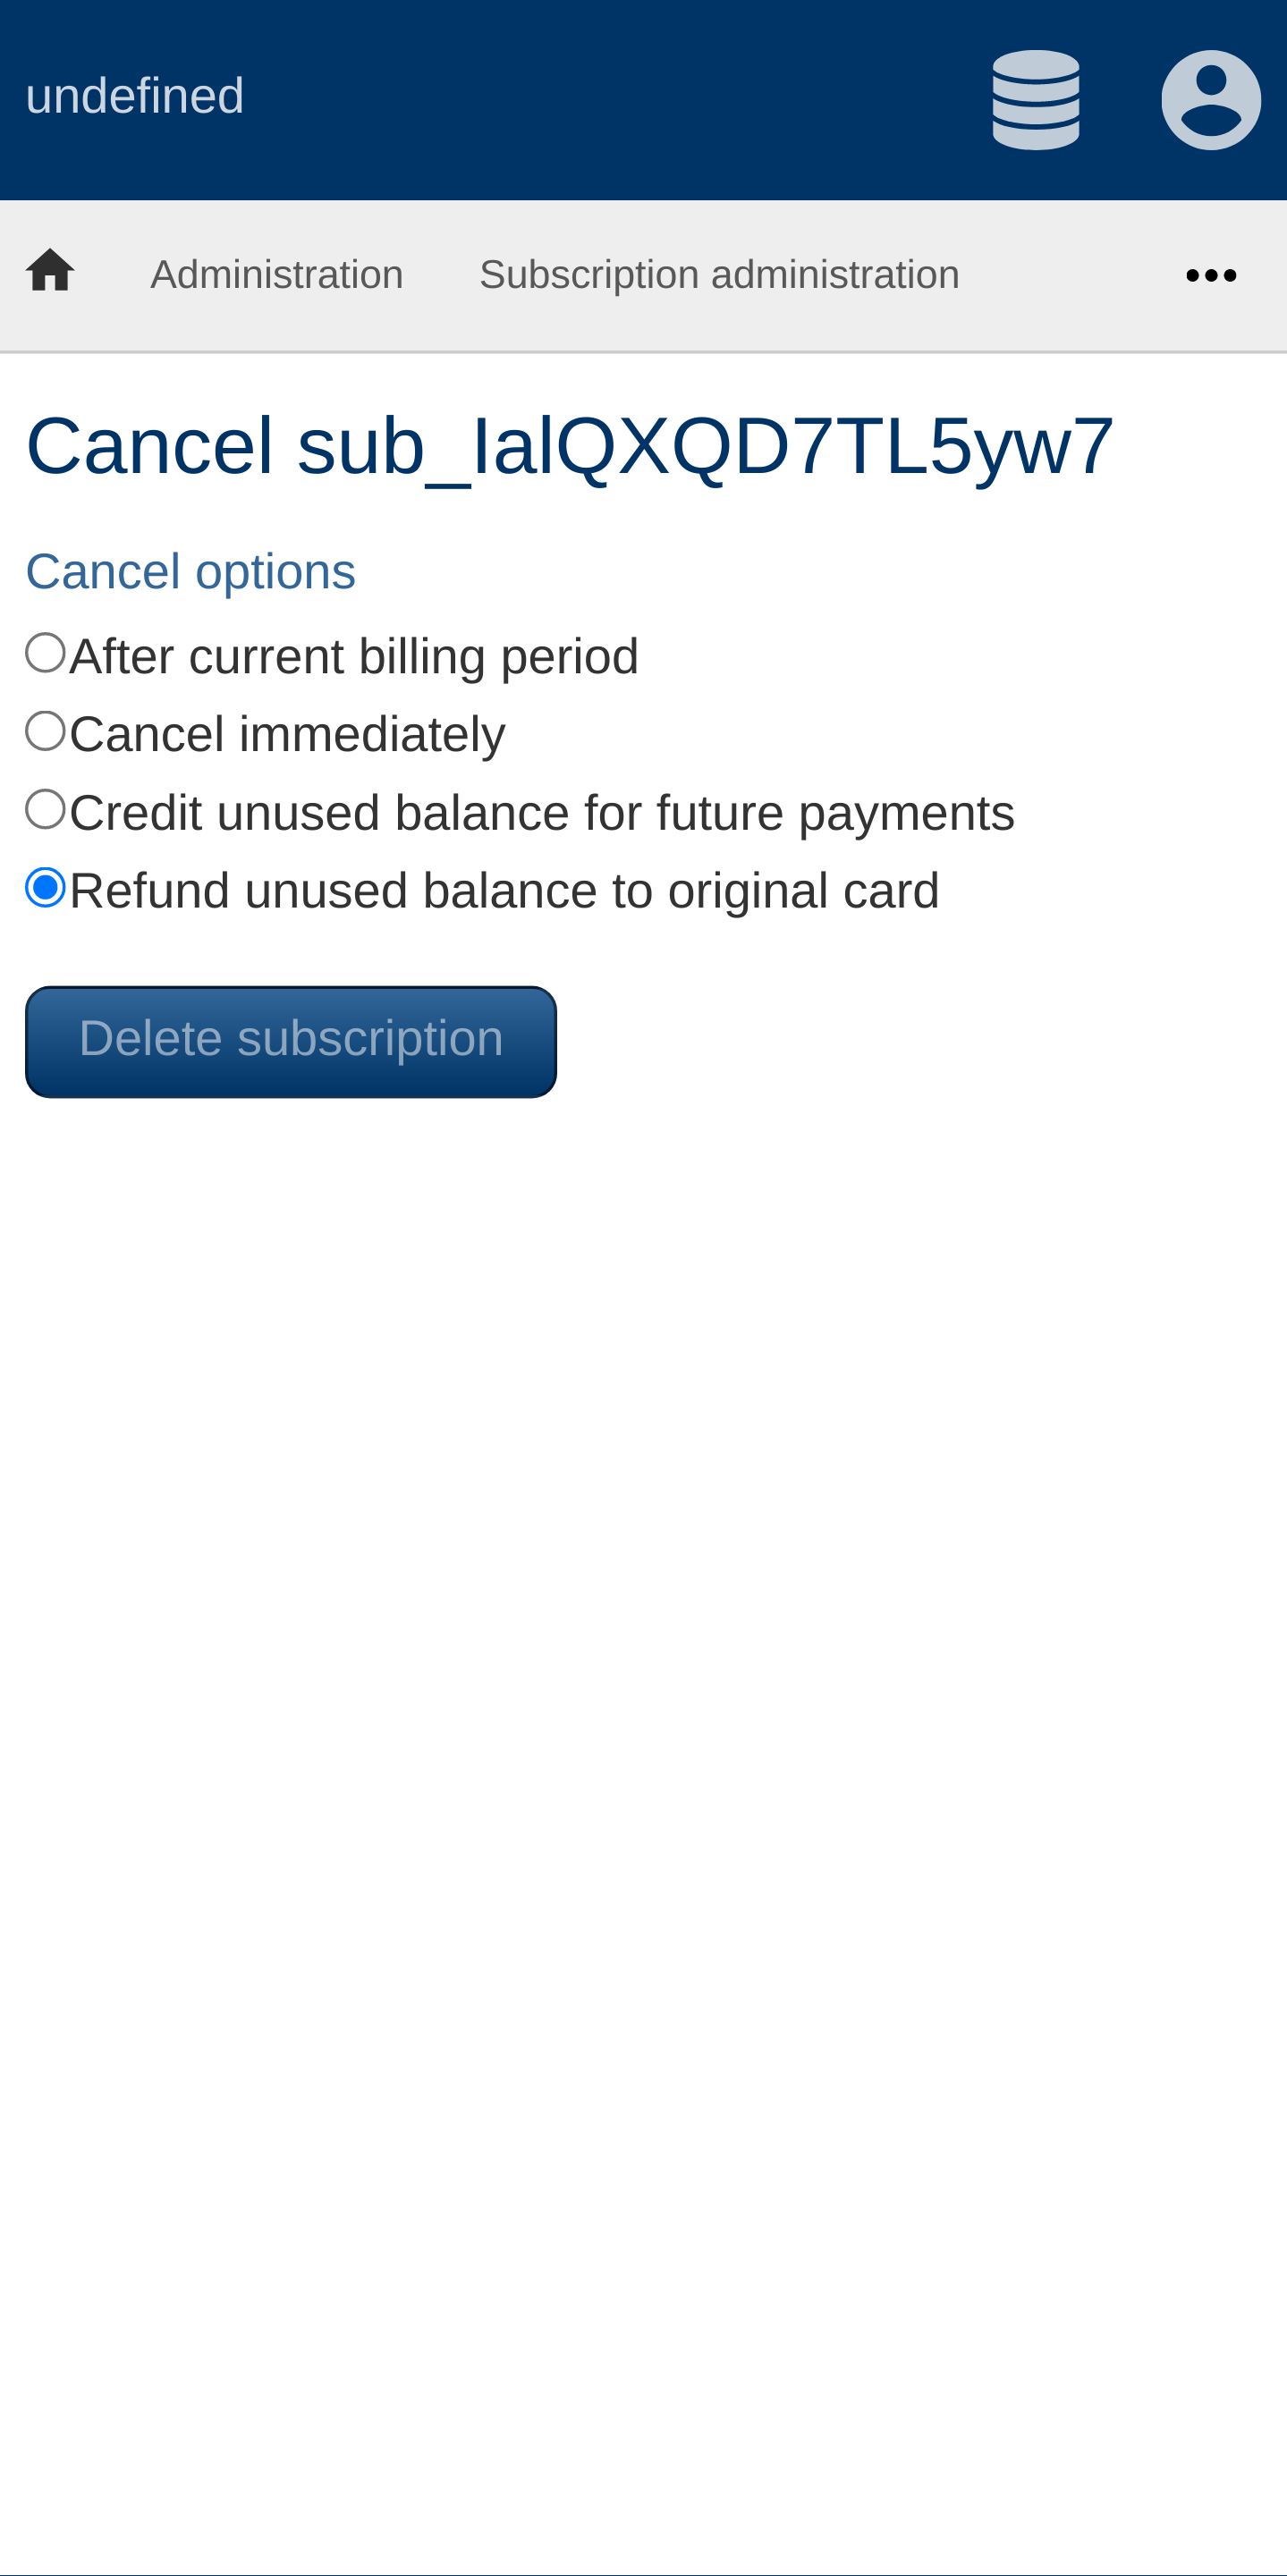 undefined
Administration Subscription administration
Cancel sub_IalQXQD7TL5yw7
Cancel options
After current billing period
Cancel immediately
Credit unused balance for future payments
Refund unused balance to original card
Delete subscription